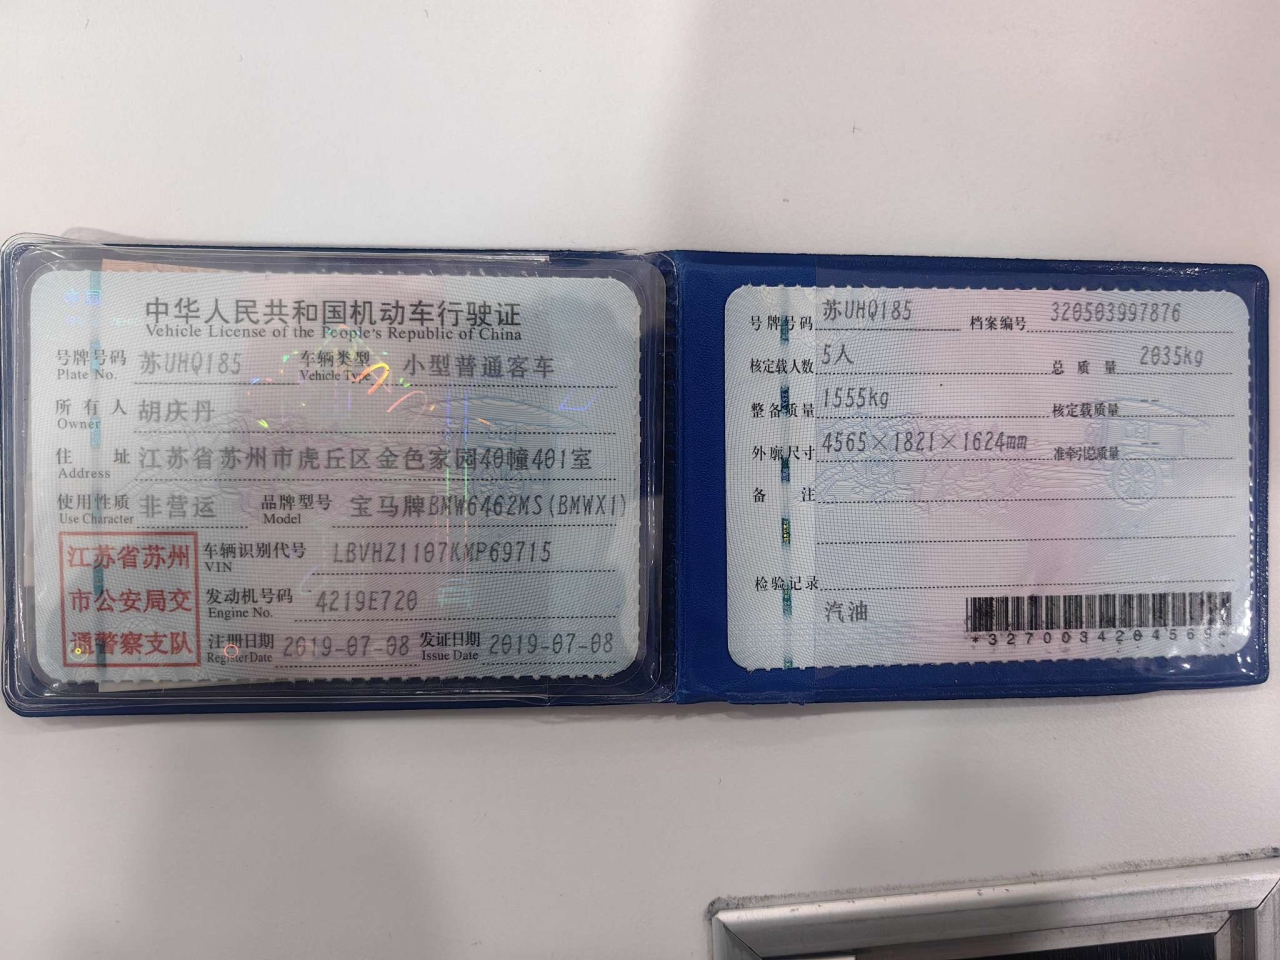 中华人民共和国机动车行驶证
Vehicle License of the People's Republic of China
号牌号码 苏UHQ185 车辆类型 小型普通客车
Plate No. Vehicle Type
所有人 胡庆丹
Owner
住址 江苏省苏州市虎丘区金色家园40幢401室
Address
使用性质 非营运 品牌型号 宝马牌BMW6462MS(BMWX1)
Use Character Model
江苏省苏州
市公安局交
通警察支队
车辆识别代号 LBVHZ1107KMP69715
VIN
发动机号码 4219E720
Engine No.
注册日期 2019-07-08 发证日期 2019-07-08
Register Date Issue Date
号牌号码 苏UHQ185 档案编号 320503997876
核定载人数 5人 总质量 2035kg
整备质量 1555kg 核定载质量 --
外廓尺寸 4565×1821×1624mm 准牵引总质量 --
备注
检验记录
汽油
*3270034204569*